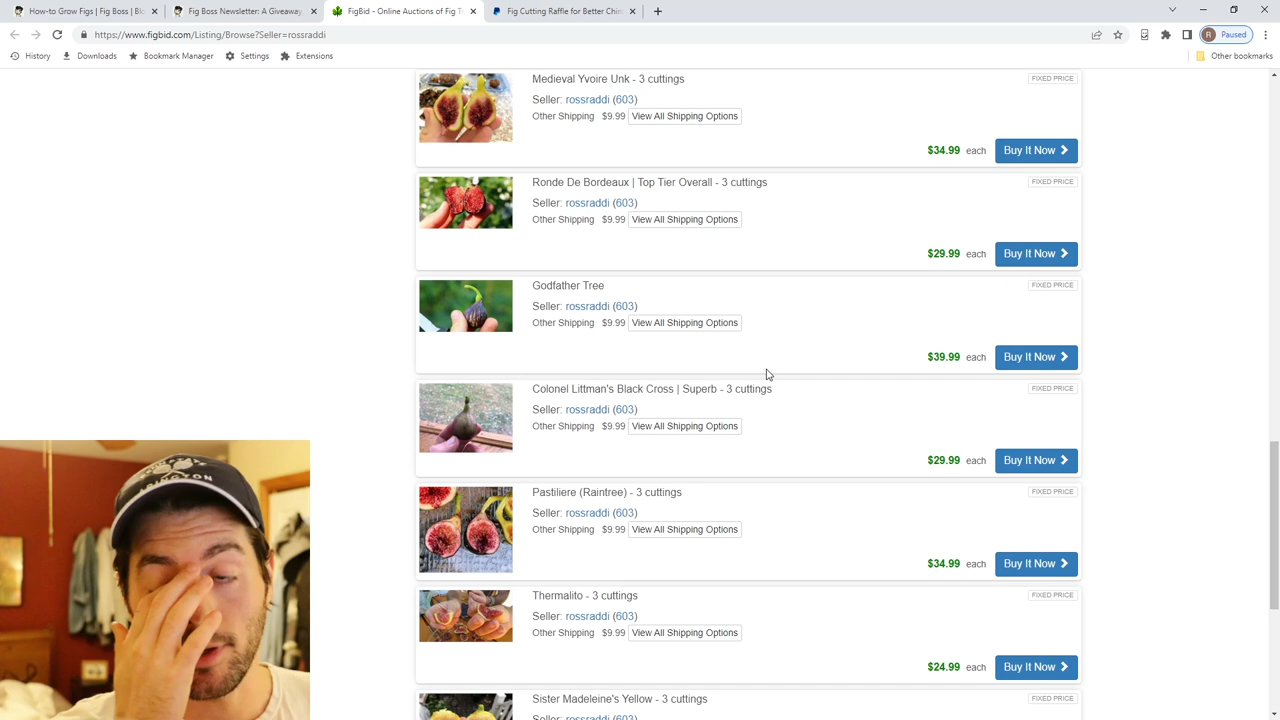 How to Grow Figs | Fig Boss | Blo
Fig Boss Newsletter: A Giveaway
FigBid - Online Auctions of Fig T
Fig Cutting Raffle for Better Chir
https://www.figbid.com/Listing/Browse?Seller=rossraddi
R Paused
History Downloads Bookmark Manager Settings Extensions Other bookmarks
Medieval Yvoire Unk - 3 cuttings
FIXED PRICE
Seller: rossraddi (603)
Other Shipping $9.99 View All Shipping Options
$34.99 each Buy It Now
Ronde De Bordeaux | Top Tier Overall - 3 cuttings
FIXED PRICE
Seller: rossraddi (603)
Other Shipping $9.99 View All Shipping Options
$29.99 each Buy It Now
Godfather Tree
FIXED PRICE
Seller: rossraddi (603)
Other Shipping $9.99 View All Shipping Options
$39.99 each Buy It Now
Colonel Littman's Black Cross | Superb - 3 cuttings
FIXED PRICE
Seller: rossraddi (603)
Other Shipping $9.99 View All Shipping Options
$29.99 each Buy It Now
Pastiliere (Raintree) - 3 cuttings
FIXED PRICE
Seller: rossraddi (603)
Other Shipping $9.99 View All Shipping Options
$34.99 each Buy It Now
Thermalito - 3 cuttings
FIXED PRICE
Seller: rossraddi (603)
Other Shipping $9.99 View All Shipping Options
$24.99 each Buy It Now
Sister Madeleine's Yellow - 3 cuttings
FIXED PRICE
Seller: rossraddi (603)